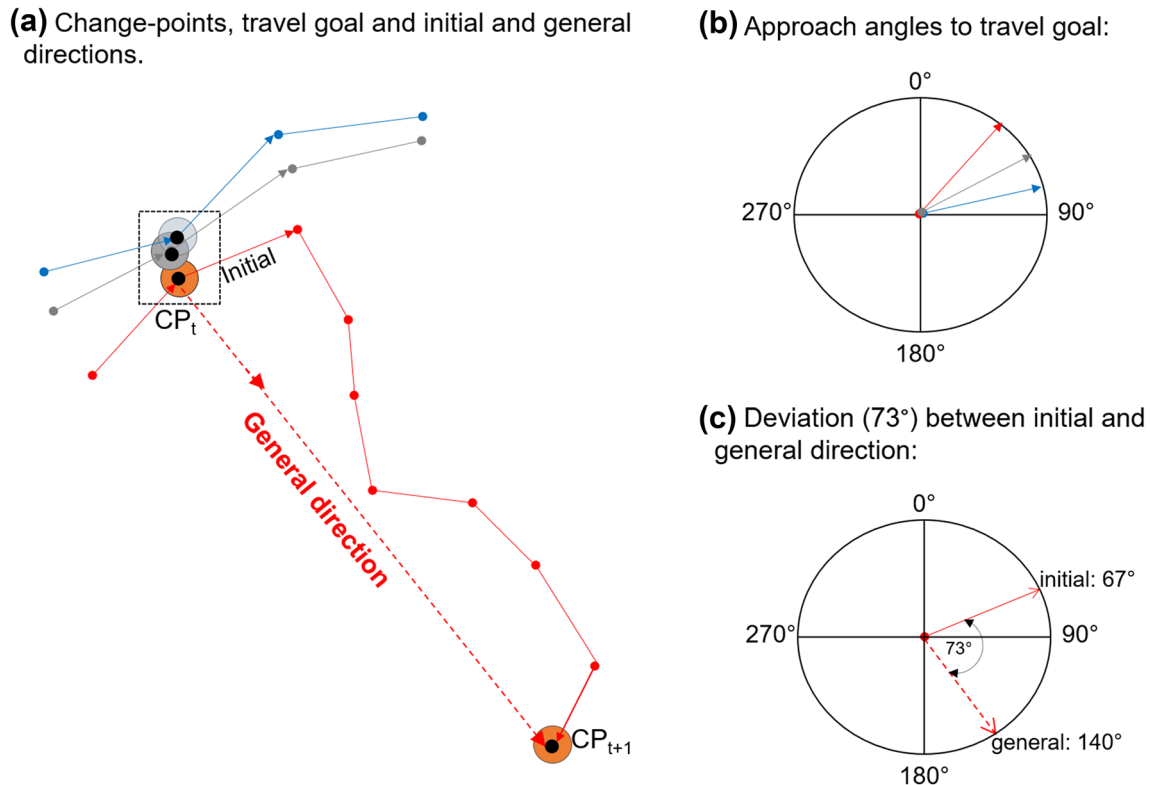 (a) Change-points, travel goal and initial and general
directions.
Initial
CPt
General direction
CPt+1
(b) Approach angles to travel goal:
0°
270°
90°
180°
(c) Deviation (73°) between initial and
general direction:
0°
initial: 67°
270°
90°
73°
general: 140°
180°